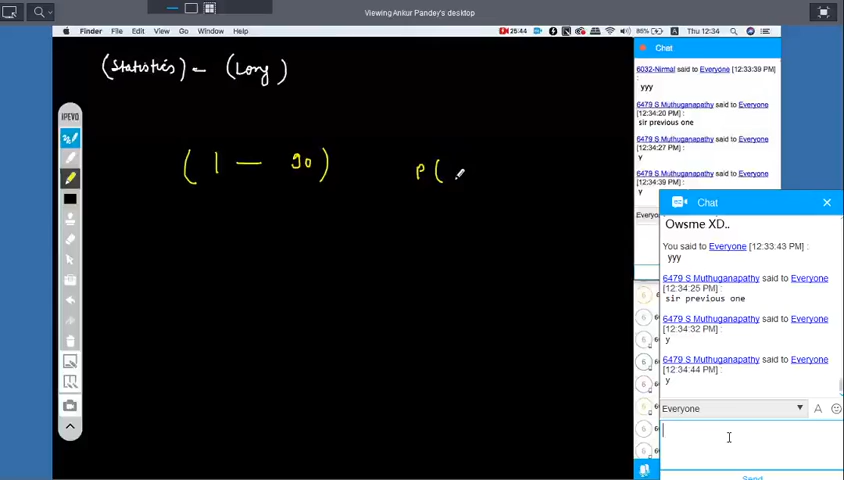 Viewing Ankur Pandey's desktop
Finder File Edit View Go Window Help
25:44
86%
Thu 12:34
(Statistics) = (Long)
(1 — 90)
P(
IPEVO
Chat
6032-Nirmal said to Everyone
[12:33:39 PM] :
yyy
6479 S Muthuganapathy said to Everyone
[12:34:20 PM] :
sir previous one
6479 S Muthuganapathy said to Everyone
[12:34:27 PM] :
y
6479 S Muthuganapathy said to Everyone
[12:34:39 PM] :
y
Everyone
Chat
Owsme XD..
You said to Everyone [12:33:43 PM] :
yyy
6479 S Muthuganapathy said to Everyone
[12:34:25 PM] :
sir previous one
6479 S Muthuganapathy said to Everyone
[12:34:32 PM] :
y
6479 S Muthuganapathy said to Everyone
[12:34:44 PM] :
y
Everyone
A
Send